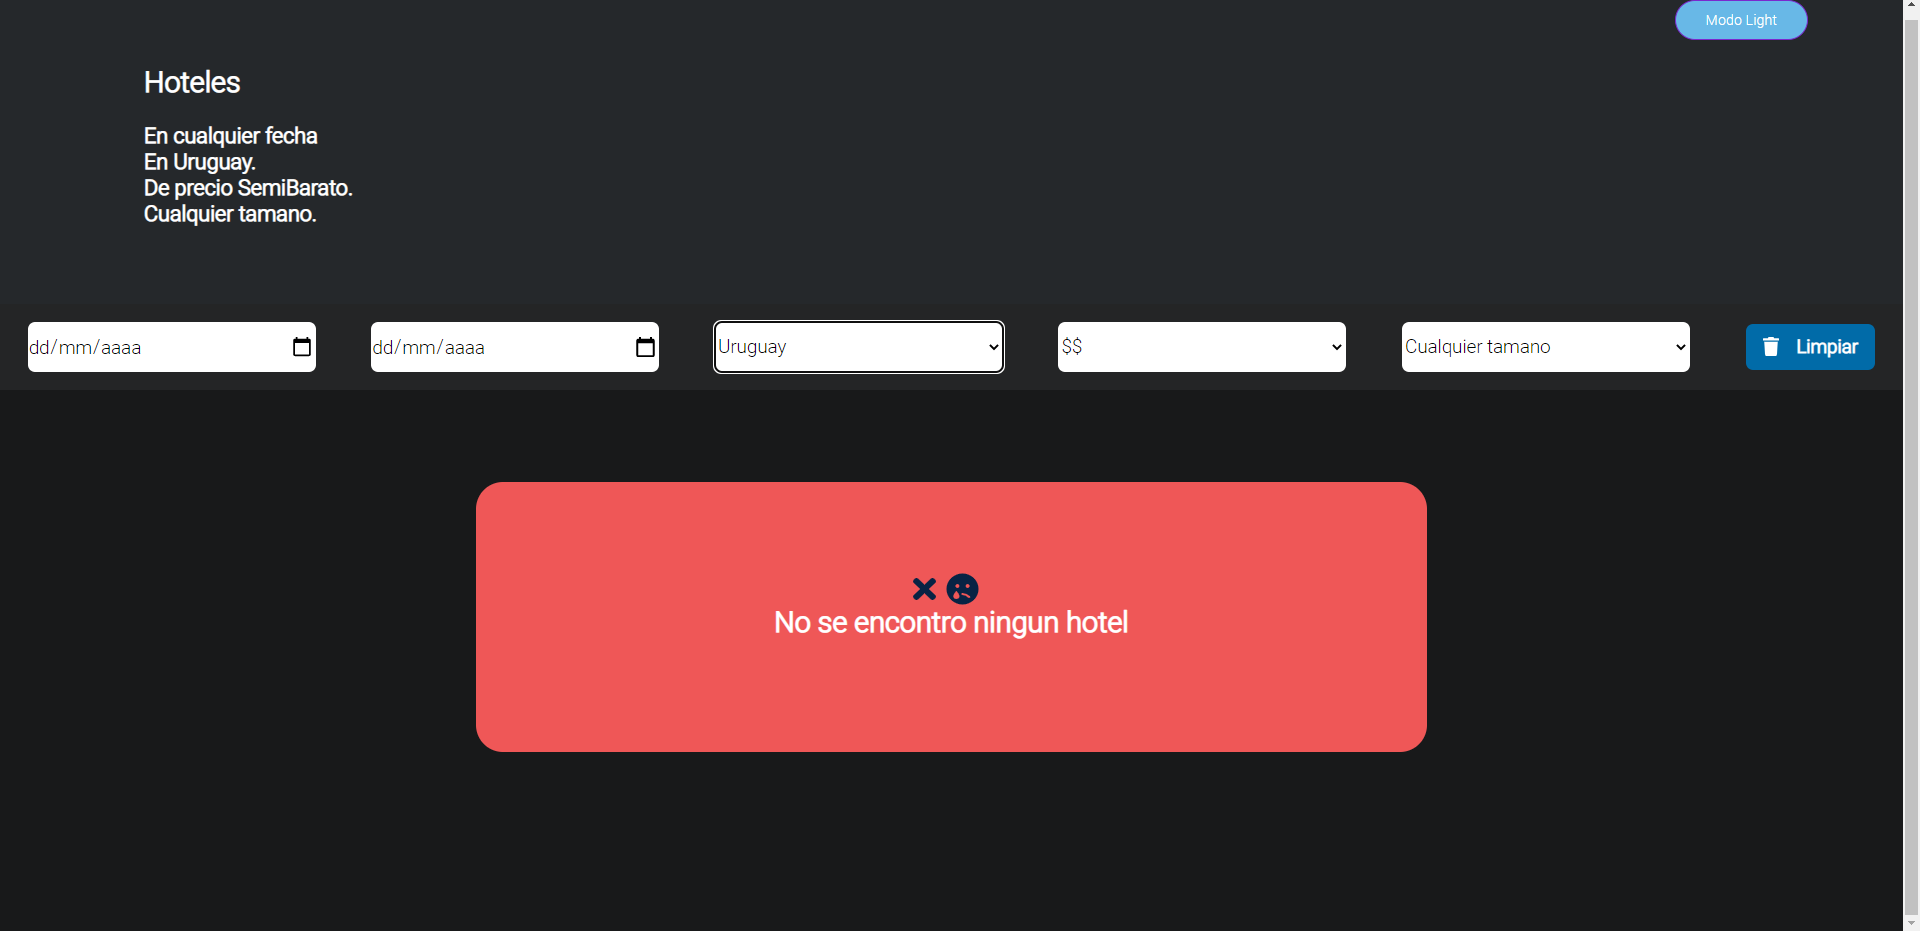 Modo Light
Hoteles
En cualquier fecha
En Uruguay.
De precio SemiBarato.
Cualquier tamano.
dd/mm/aaaa
dd/mm/aaaa
Uruguay
$$
Cualquier tamano
Limpiar
No se encontro ningun hotel